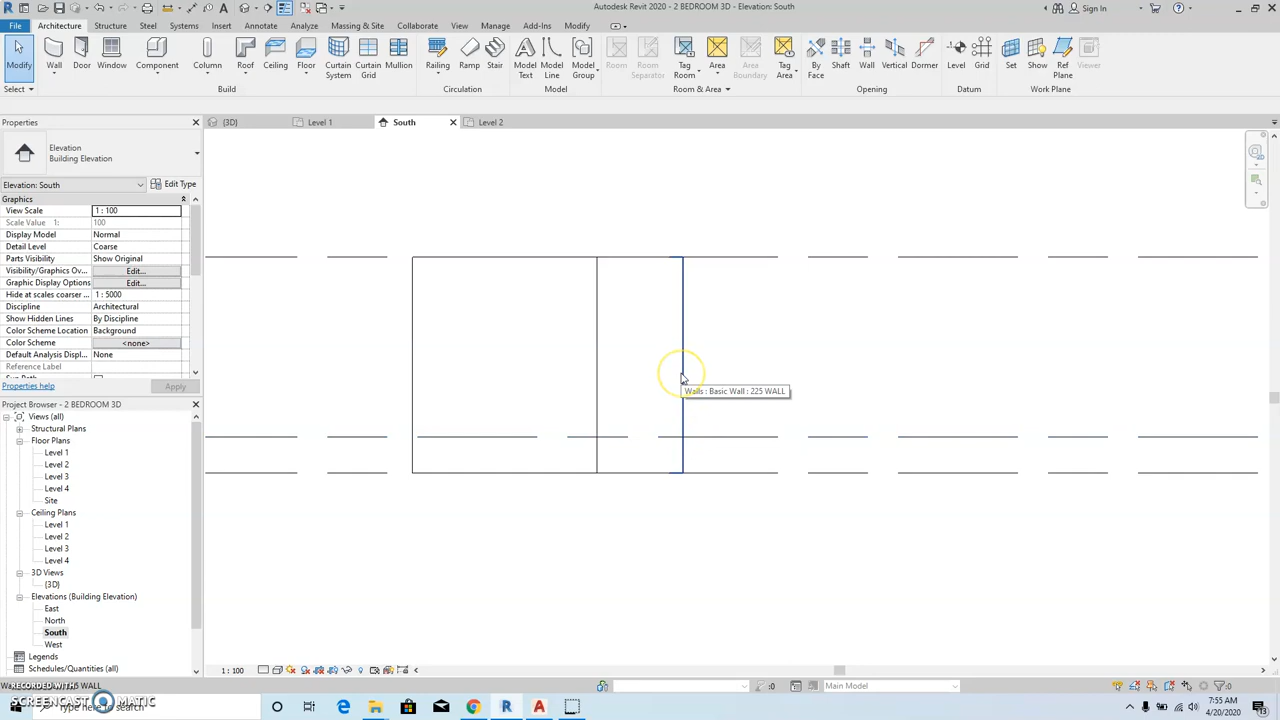 Autodesk Revit 2020 - 2 BEDROOM 3D - Elevation: South
Sign In
File Architecture Structure Steel Systems Insert Annotate Analyze Massing & Site Collaborate View Manage Add-Ins Modify
Modify Wall Door Window Component Column Roof Ceiling Floor Curtain System Curtain Grid Mullion Railing Ramp Stair Model Text Model Line Model Group Room Room Separator Tag Room Area Area Boundary Tag Area By Face Shaft Wall Vertical Dormer Level Grid Set Show Ref Plane Viewer
Select Build Circulation Model Room & Area Opening Datum Work Plane
Properties
{3D} Level 1 South Level 2
Elevation
Building Elevation
Elevation: South Edit Type
Graphics
View Scale 1 : 100
Scale Value 1: 100
Display Model Normal
Detail Level Coarse
Parts Visibility Show Original
Visibility/Graphics Ov... Edit...
Graphic Display Options Edit...
Hide at scales coarser ... 1 : 5000
Discipline Architectural
Show Hidden Lines By Discipline
Color Scheme Location Background
Color Scheme <none>
Default Analysis Displ... None
Reference Label
Properties help Apply
Walls : Basic Wall : 225 WALL
Project Browser - 2 BEDROOM 3D
Views (all)
Structural Plans
Floor Plans
Level 1
Level 2
Level 3
Level 4
Site
Ceiling Plans
Level 1
Level 2
Level 3
Level 4
3D Views
{3D}
Elevations (Building Elevation)
East
North
South
West
Legends
Schedules/Quantities (all)
1 : 100
RECORDED WITH
SCREENCAST MATIC
WALL
:0 Main Model :0
7:55 AM
4/20/2020